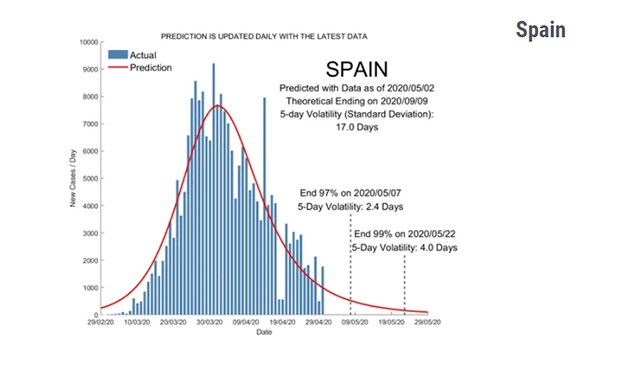 Spain
PREDICTION IS UPDATED DAILY WITH THE LATEST DATA
Actual
Prediction
SPAIN
Predicted with Data as of 2020/05/02
Theoretical Ending on 2020/09/09
5-day Volatility (Standard Deviation):
17.0 Days
End 97% on 2020/05/07
5-Day Volatility: 2.4 Days
End 99% on 2020/05/22
5-Day Volatility: 4.0 Days
New Cases / Day
10000
9000
8000
7000
6000
5000
4000
3000
2000
1000
0
29/02/20 10/03/20 20/03/20 30/03/20 09/04/20 19/04/20 29/04/20 09/05/20 19/05/20 29/05/20
Date